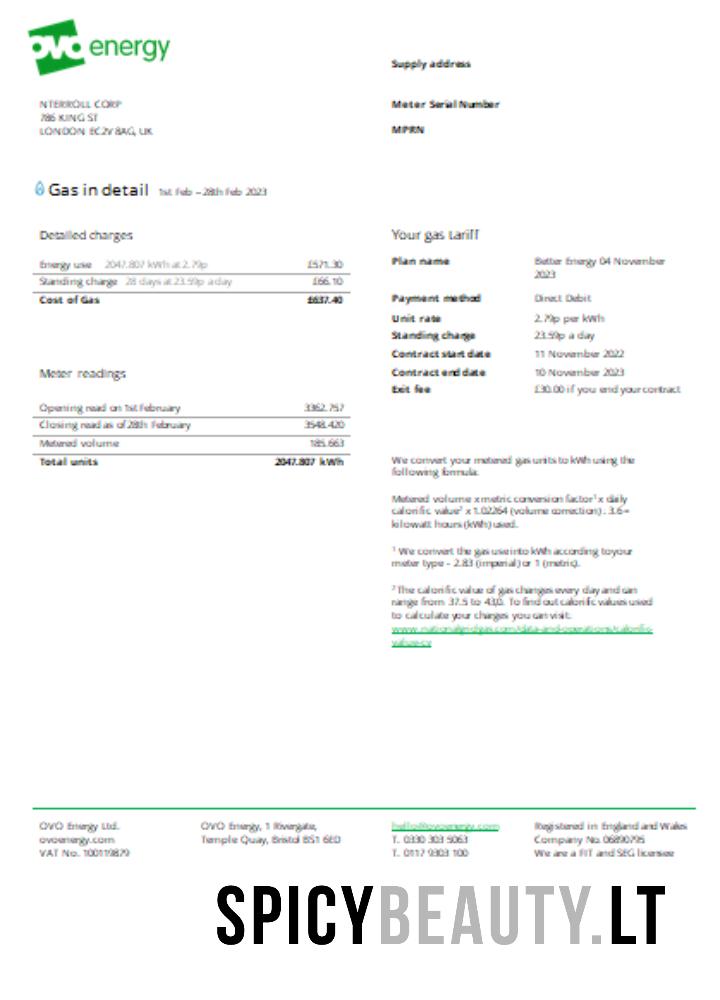 ovo energy
Supply address
NTERROLL CORP
786 KING ST
LONDON EC2V 8AG, UK
Meter Serial Number
MPRN
Gas in detail 1st Feb – 28th Feb 2023
Detailed charges
Energy use 2047.807 kWh at 2.79p £571.30
Standing charge 28 days at 23.59p a day £66.10
Cost of Gas £637.40
Meter readings
Opening read on 1st February 3362.757
Closing read as of 28th February 3548.420
Metered volume 185.663
Total units 2047.807 kWh
Your gas tariff
Plan name Better Energy 04 November
2023
Payment method Direct Debit
Unit rate 2.79p per kWh
Standing charge 23.59p a day
Contract start date 11 November 2022
Contract end date 10 November 2023
Exit fee £30.00 if you end your contract
We convert your metered gas units to kWh using the
following formula:
Metered volume x metric conversion factor¹ x daily
calorific value² x 1.02264 (volume correction) : 3.6 =
kilowatt hours (kWh) used.
¹ We convert the gas use into kWh according to your
meter type – 2.83 (imperial) or 1 (metric).
² The calorific value of gas changes every day and can
range from 37.5 to 43,0. To find out calorific values used
to calculate your charges you can visit:
www.nationalgridgas.com/data-and-operations/calorific-
value-cv
OVO Energy Ltd.
ovoenergy.com
VAT No. 100119879
OVO Energy, 1 Rivergate,
Temple Quay, Bristol BS1 6ED
hello@ovoenergy.com
T. 0330 303 5063
T. 0117 9303 100
Registered in England and Wales
Company No. 06890795
We are a FIT and SEG licensee
SPICYBEAUTY.LT